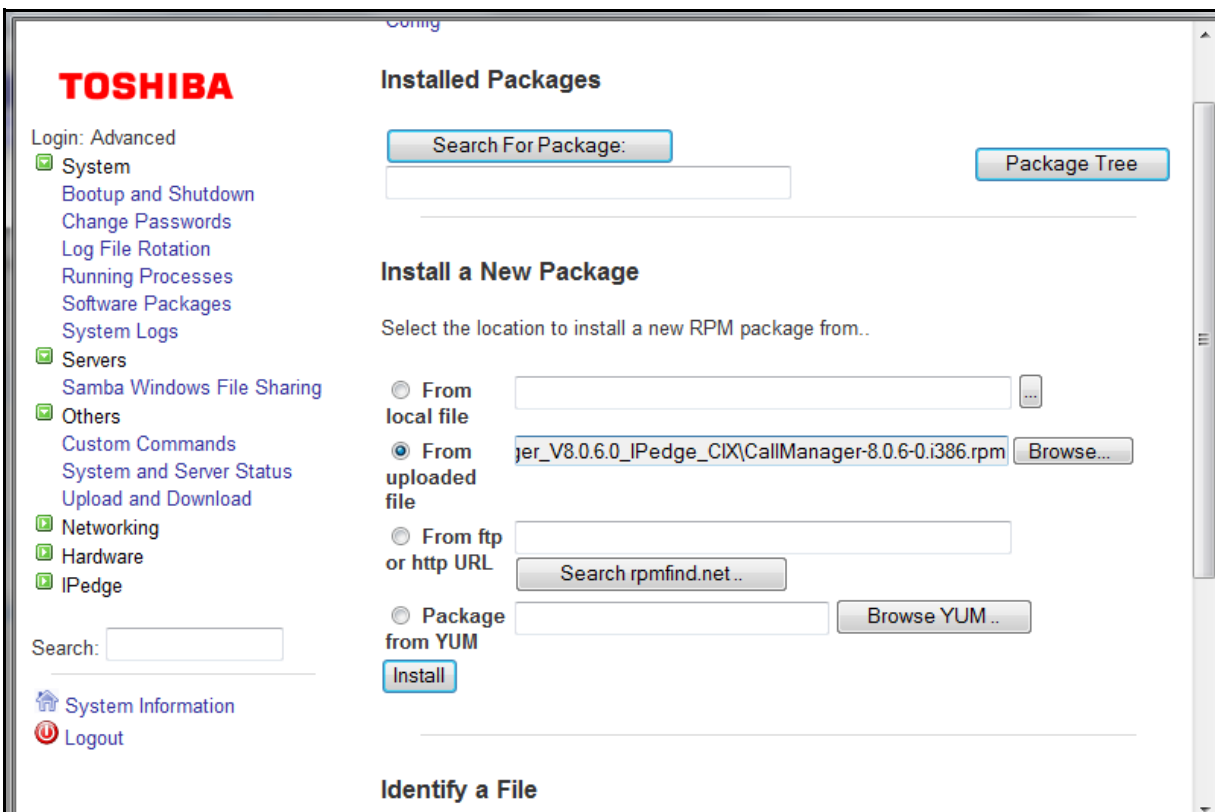 Config
TOSHIBA
Login: Advanced
System
Bootup and Shutdown
Change Passwords
Log File Rotation
Running Processes
Software Packages
System Logs
Servers
Samba Windows File Sharing
Others
Custom Commands
System and Server Status
Upload and Download
Networking
Hardware
IPedge
Search:
System Information
Logout
Installed Packages
Search For Package:
Package Tree
Install a New Package
Select the location to install a new RPM package from..
From
local file
...
From
uploaded
file
ger_V8.0.6.0_IPedge_CIX\CallManager-8.0.6-0.i386.rpm
Browse...
From ftp
or http URL
Search rpmfind.net ..
Package
from YUM
Browse YUM ..
Install
Identify a File